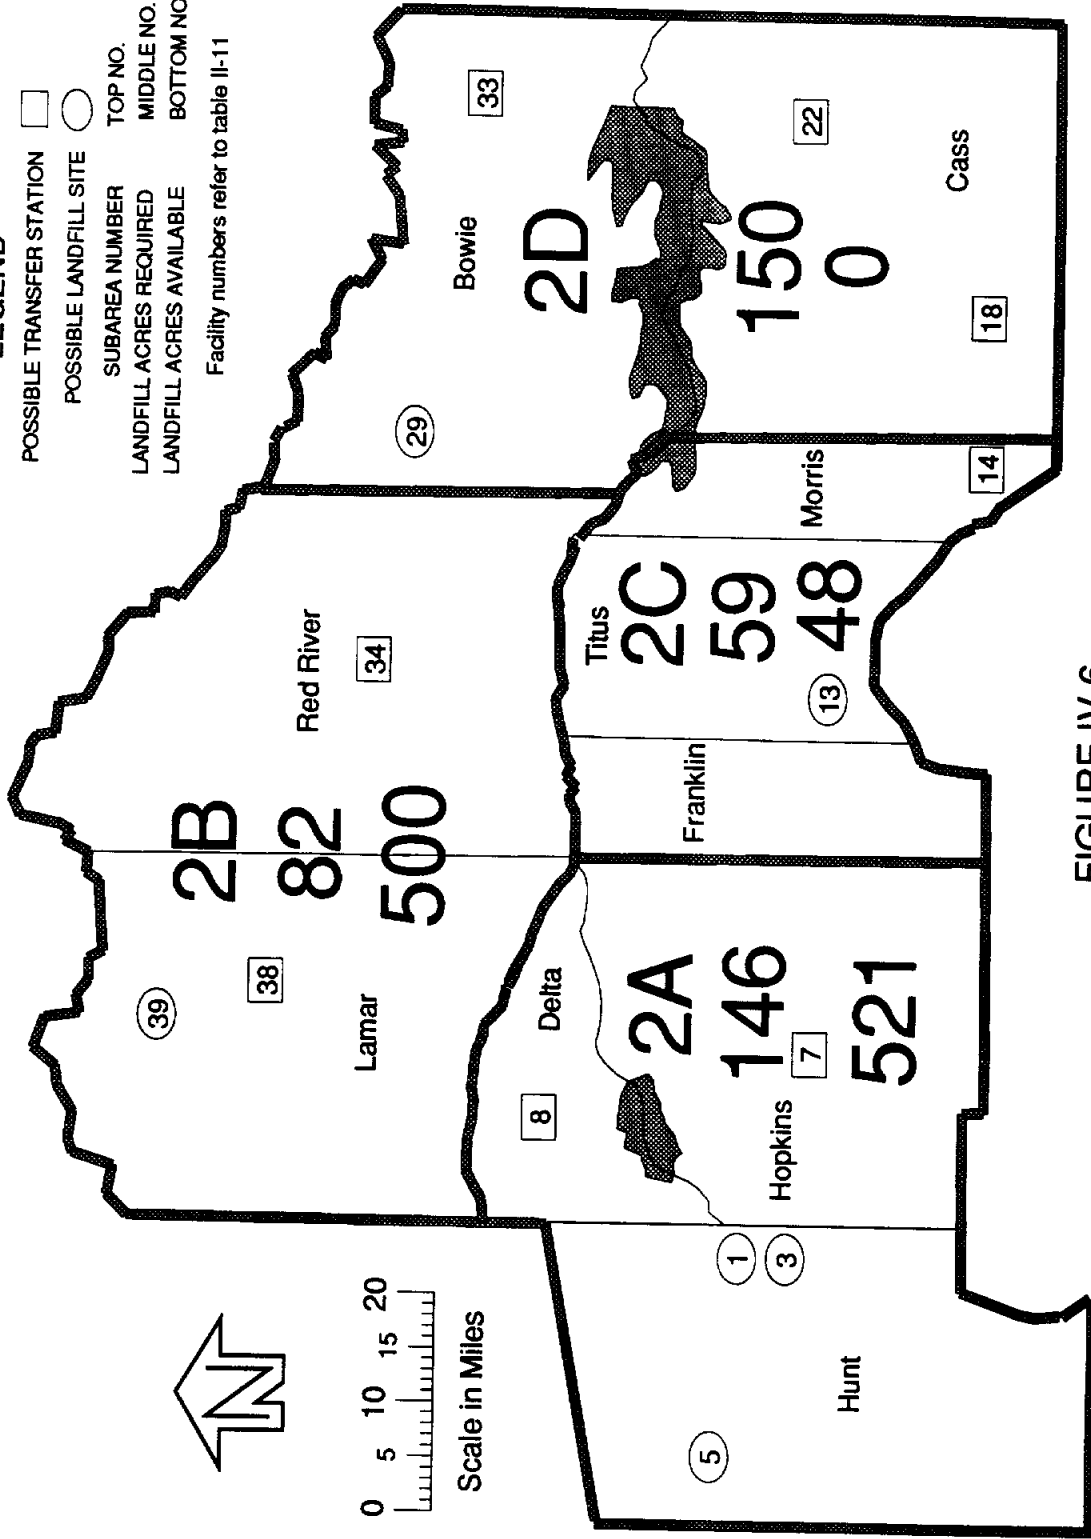 LEGEND
POSSIBLE TRANSFER STATION
POSSIBLE LANDFILL SITE
SUBAREA NUMBER TOP NO.
LANDFILL ACRES REQUIRED MIDDLE NO.
LANDFILL ACRES AVAILABLE BOTTOM NO
Facility numbers refer to table II-11
N
0 5 10 15 20
Scale in Miles
39
38
Lamar
2B
82
500
Red River
34
29
Bowie
33
2D
150
0
22
Cass
18
Delta
8
2A
146
7
521
Hopkins
1
3
5
Hunt
Franklin
Titus
2C
59
48
13
Morris
14
FIGURE IV-6